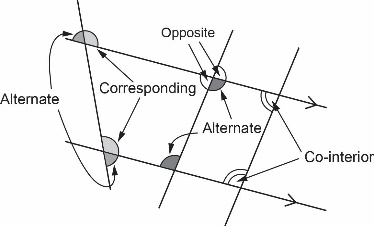 Opposite
Alternate
Corresponding
Alternate
Co-interior